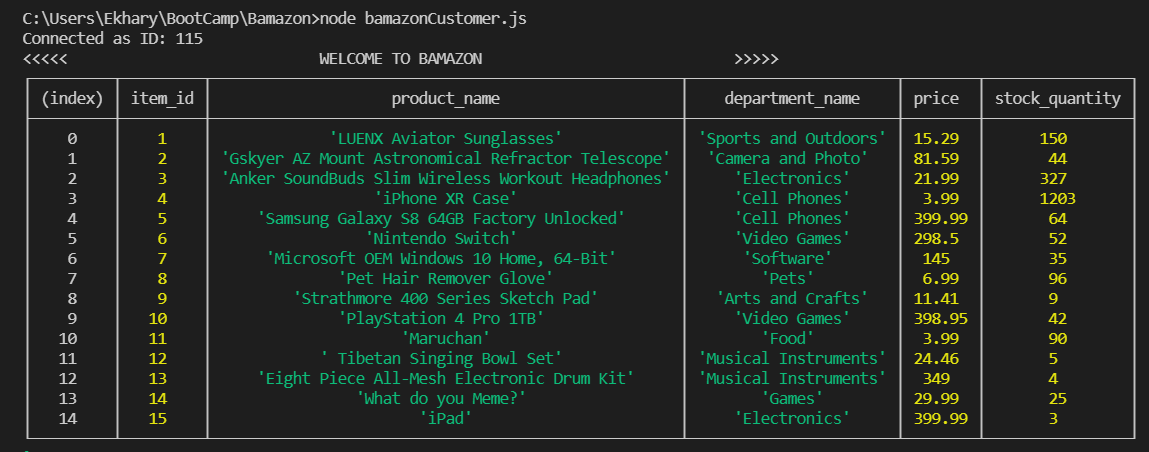 C:\Users\Ekhary\BootCamp\Bamazon>node bamazonCustomer.js
Connected as ID: 115
<<<<< WELCOME TO BAMAZON >>>>>
(index) item_id product_name department_name price stock_quantity
0 1 'LUENX Aviator Sunglasses' 'Sports and Outdoors' 15.29 150
1 2 'Gskyer AZ Mount Astronomical Refractor Telescope' 'Camera and Photo' 81.59 44
2 3 'Anker SoundBuds Slim Wireless Workout Headphones' 'Electronics' 21.99 327
3 4 'iPhone XR Case' 'Cell Phones' 3.99 1203
4 5 'Samsung Galaxy S8 64GB Factory Unlocked' 'Cell Phones' 399.99 64
5 6 'Nintendo Switch' 'Video Games' 298.5 52
6 7 'Microsoft OEM Windows 10 Home, 64-Bit' 'Software' 145 35
7 8 'Pet Hair Remover Glove' 'Pets' 6.99 96
8 9 'Strathmore 400 Series Sketch Pad' 'Arts and Crafts' 11.41 9
9 10 'PlayStation 4 Pro 1TB' 'Video Games' 398.95 42
10 11 'Maruchan' 'Food' 3.99 90
11 12 ' Tibetan Singing Bowl Set' 'Musical Instruments' 24.46 5
12 13 'Eight Piece All-Mesh Electronic Drum Kit' 'Musical Instruments' 349 4
13 14 'What do you Meme?' 'Games' 29.99 25
14 15 'iPad' 'Electronics' 399.99 3